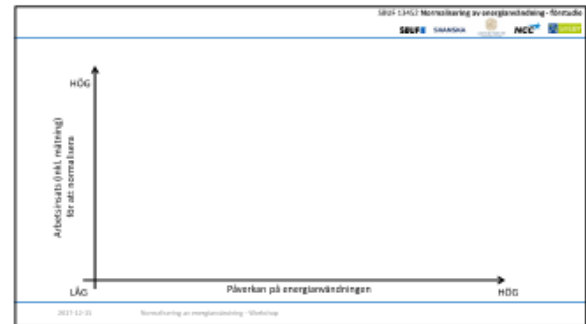 SBUF 13452 Normalisering av energianvändning - förstudie
SBUF SKANSKA NCC
HÖG
Arbetsinsats (inkl. mätning)
för att normalisera
LÅG
Påverkan på energianvändningen
HÖG
2017-12-15 Normalisering av energianvändning - Workshop